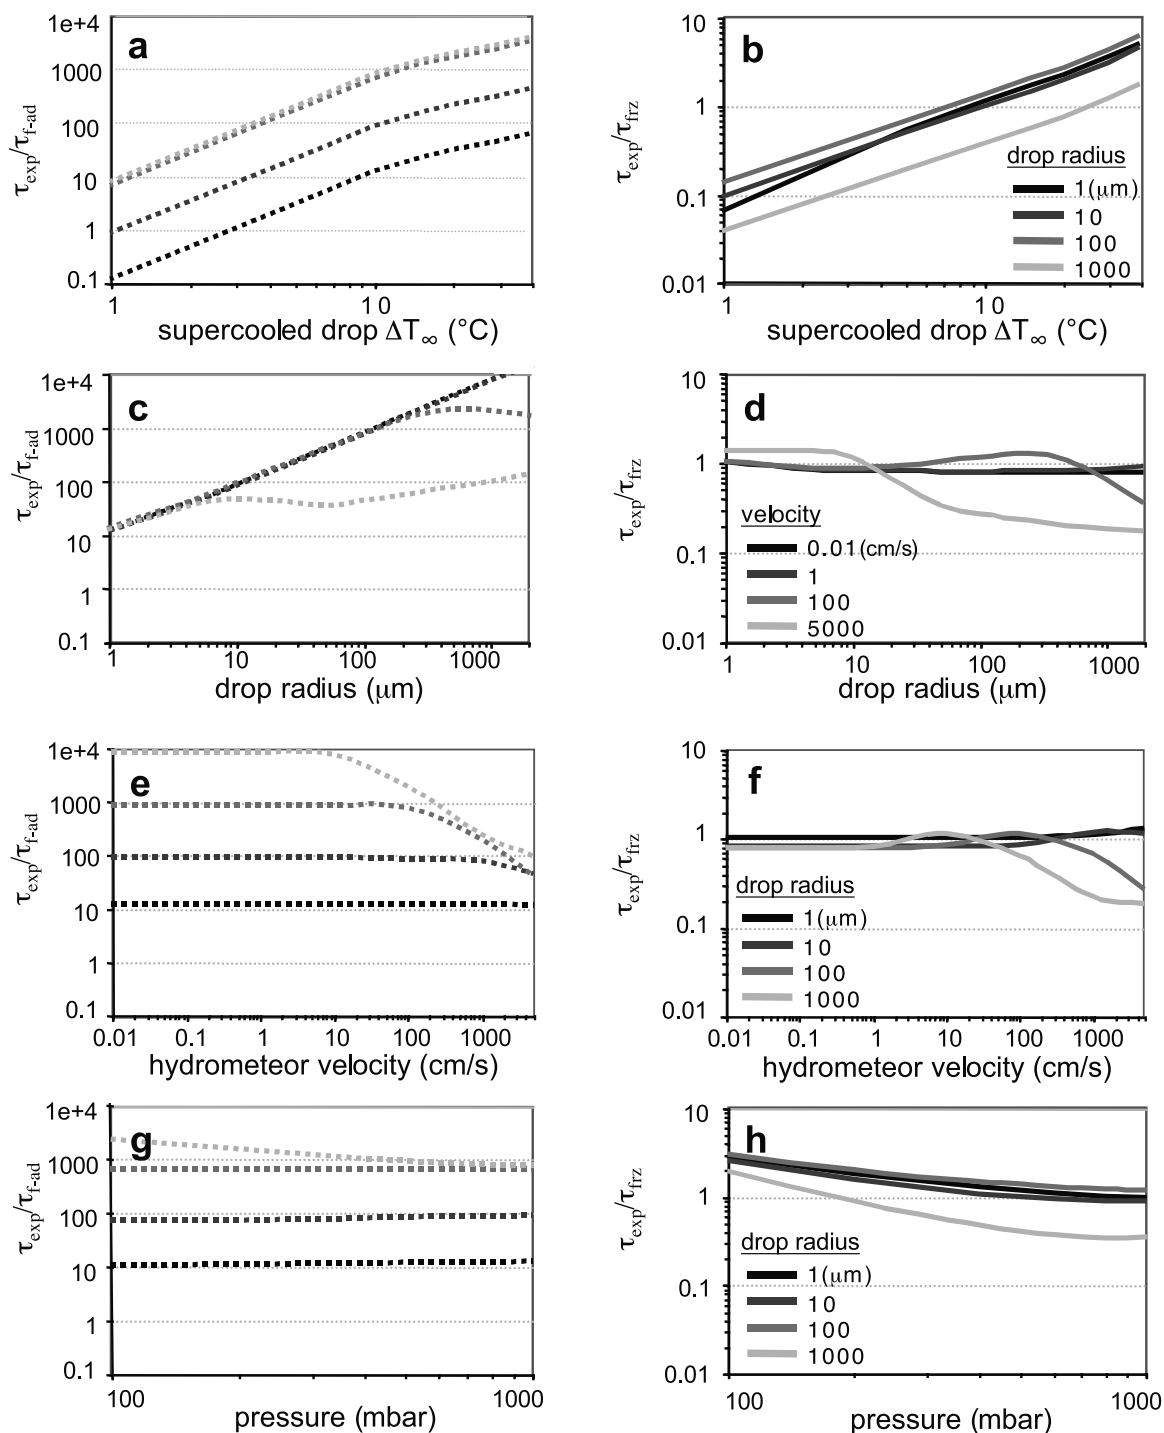 a
1e+4
1000
100
10
1
0.1
τexp/τf-ad
1
10
supercooled drop ΔT∞ (°C)
b
10
1
0.1
0.01
τexp/τfrz
drop radius
1(μm)
10
100
1000
1
10
supercooled drop ΔT∞ (°C)
c
1e+4
1000
100
10
1
0.1
τexp/τf-ad
1
10
100
1000
drop radius (μm)
d
10
1
0.1
0.01
τexp/τfrz
velocity
0.01(cm/s)
1
100
5000
1
10
100
1000
drop radius (μm)
e
1e+4
1000
100
10
1
0.1
τexp/τf-ad
0.01
0.1
1
10
100
1000
hydrometeor velocity (cm/s)
f
10
1
0.1
0.01
τexp/τfrz
drop radius
1(μm)
10
100
1000
0.01
0.1
1
10
100
1000
hydrometeor velocity (cm/s)
g
1e+4
1000
100
10
1
0.1
τexp/τf-ad
100
1000
pressure (mbar)
h
10
1
0.1
0.01
τexp/τfrz
drop radius
1(μm)
10
100
1000
100
1000
pressure (mbar)